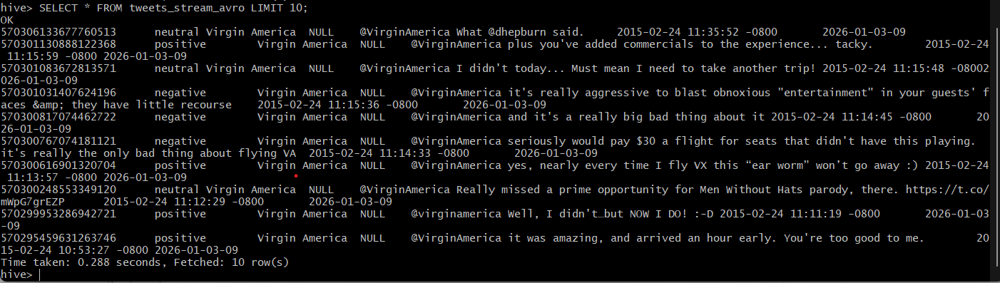 hive> SELECT * FROM tweets_stream_avro LIMIT 10;
OK
570306133677760513 neutral Virgin America NULL @VirginAmerica What @dhepburn said. 2015-02-24 11:35:52 -0800 2026-01-03-09
570301130888122368 positive Virgin America NULL @VirginAmerica plus you've added commercials to the experience... tacky. 2015-02-24
11:15:59 -0800 2026-01-03-09
570301083672813571 neutral Virgin America NULL @VirginAmerica I didn't today... Must mean I need to take another trip! 2015-02-24 11:15:48 -08002
026-01-03-09
570301031407624196 negative Virgin America NULL @VirginAmerica it's really aggressive to blast obnoxious "entertainment" in your guests' f
aces &amp; they have little recourse 2015-02-24 11:15:36 -0800 2026-01-03-09
570300817074462722 negative Virgin America NULL @VirginAmerica and it's a really big bad thing about it 2015-02-24 11:14:45 -0800 20
26-01-03-09
570300767074181121 negative Virgin America NULL @VirginAmerica seriously would pay $30 a flight for seats that didn't have this playing.
it's really the only bad thing about flying VA 2015-02-24 11:14:33 -0800 2026-01-03-09
570300616901320704 positive Virgin America NULL @VirginAmerica yes, nearly every time I fly VX this “ear worm” won’t go away :) 2015-02-24
11:13:57 -0800 2026-01-03-09
570300248553349120 neutral Virgin America NULL @VirginAmerica Really missed a prime opportunity for Men Without Hats parody, there. https://t.co/
mWpG7grEZP 2015-02-24 11:12:29 -0800 2026-01-03-09
570299953286942721 positive Virgin America NULL @virginamerica Well, I didn't…but NOW I DO! :-D 2015-02-24 11:11:19 -0800 2026-01-03
-09
570295459631263746 positive Virgin America NULL @VirginAmerica it was amazing, and arrived an hour early. You're too good to me. 20
15-02-24 10:53:27 -0800 2026-01-03-09
Time taken: 0.288 seconds, Fetched: 10 row(s)
hive>